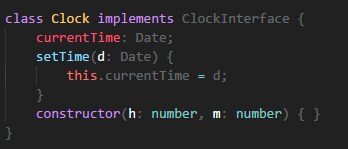 class Clock implements ClockInterface {
    currentTime: Date;
    setTime(d: Date) {
        this.currentTime = d;
    }
    constructor(h: number, m: number) { }
}